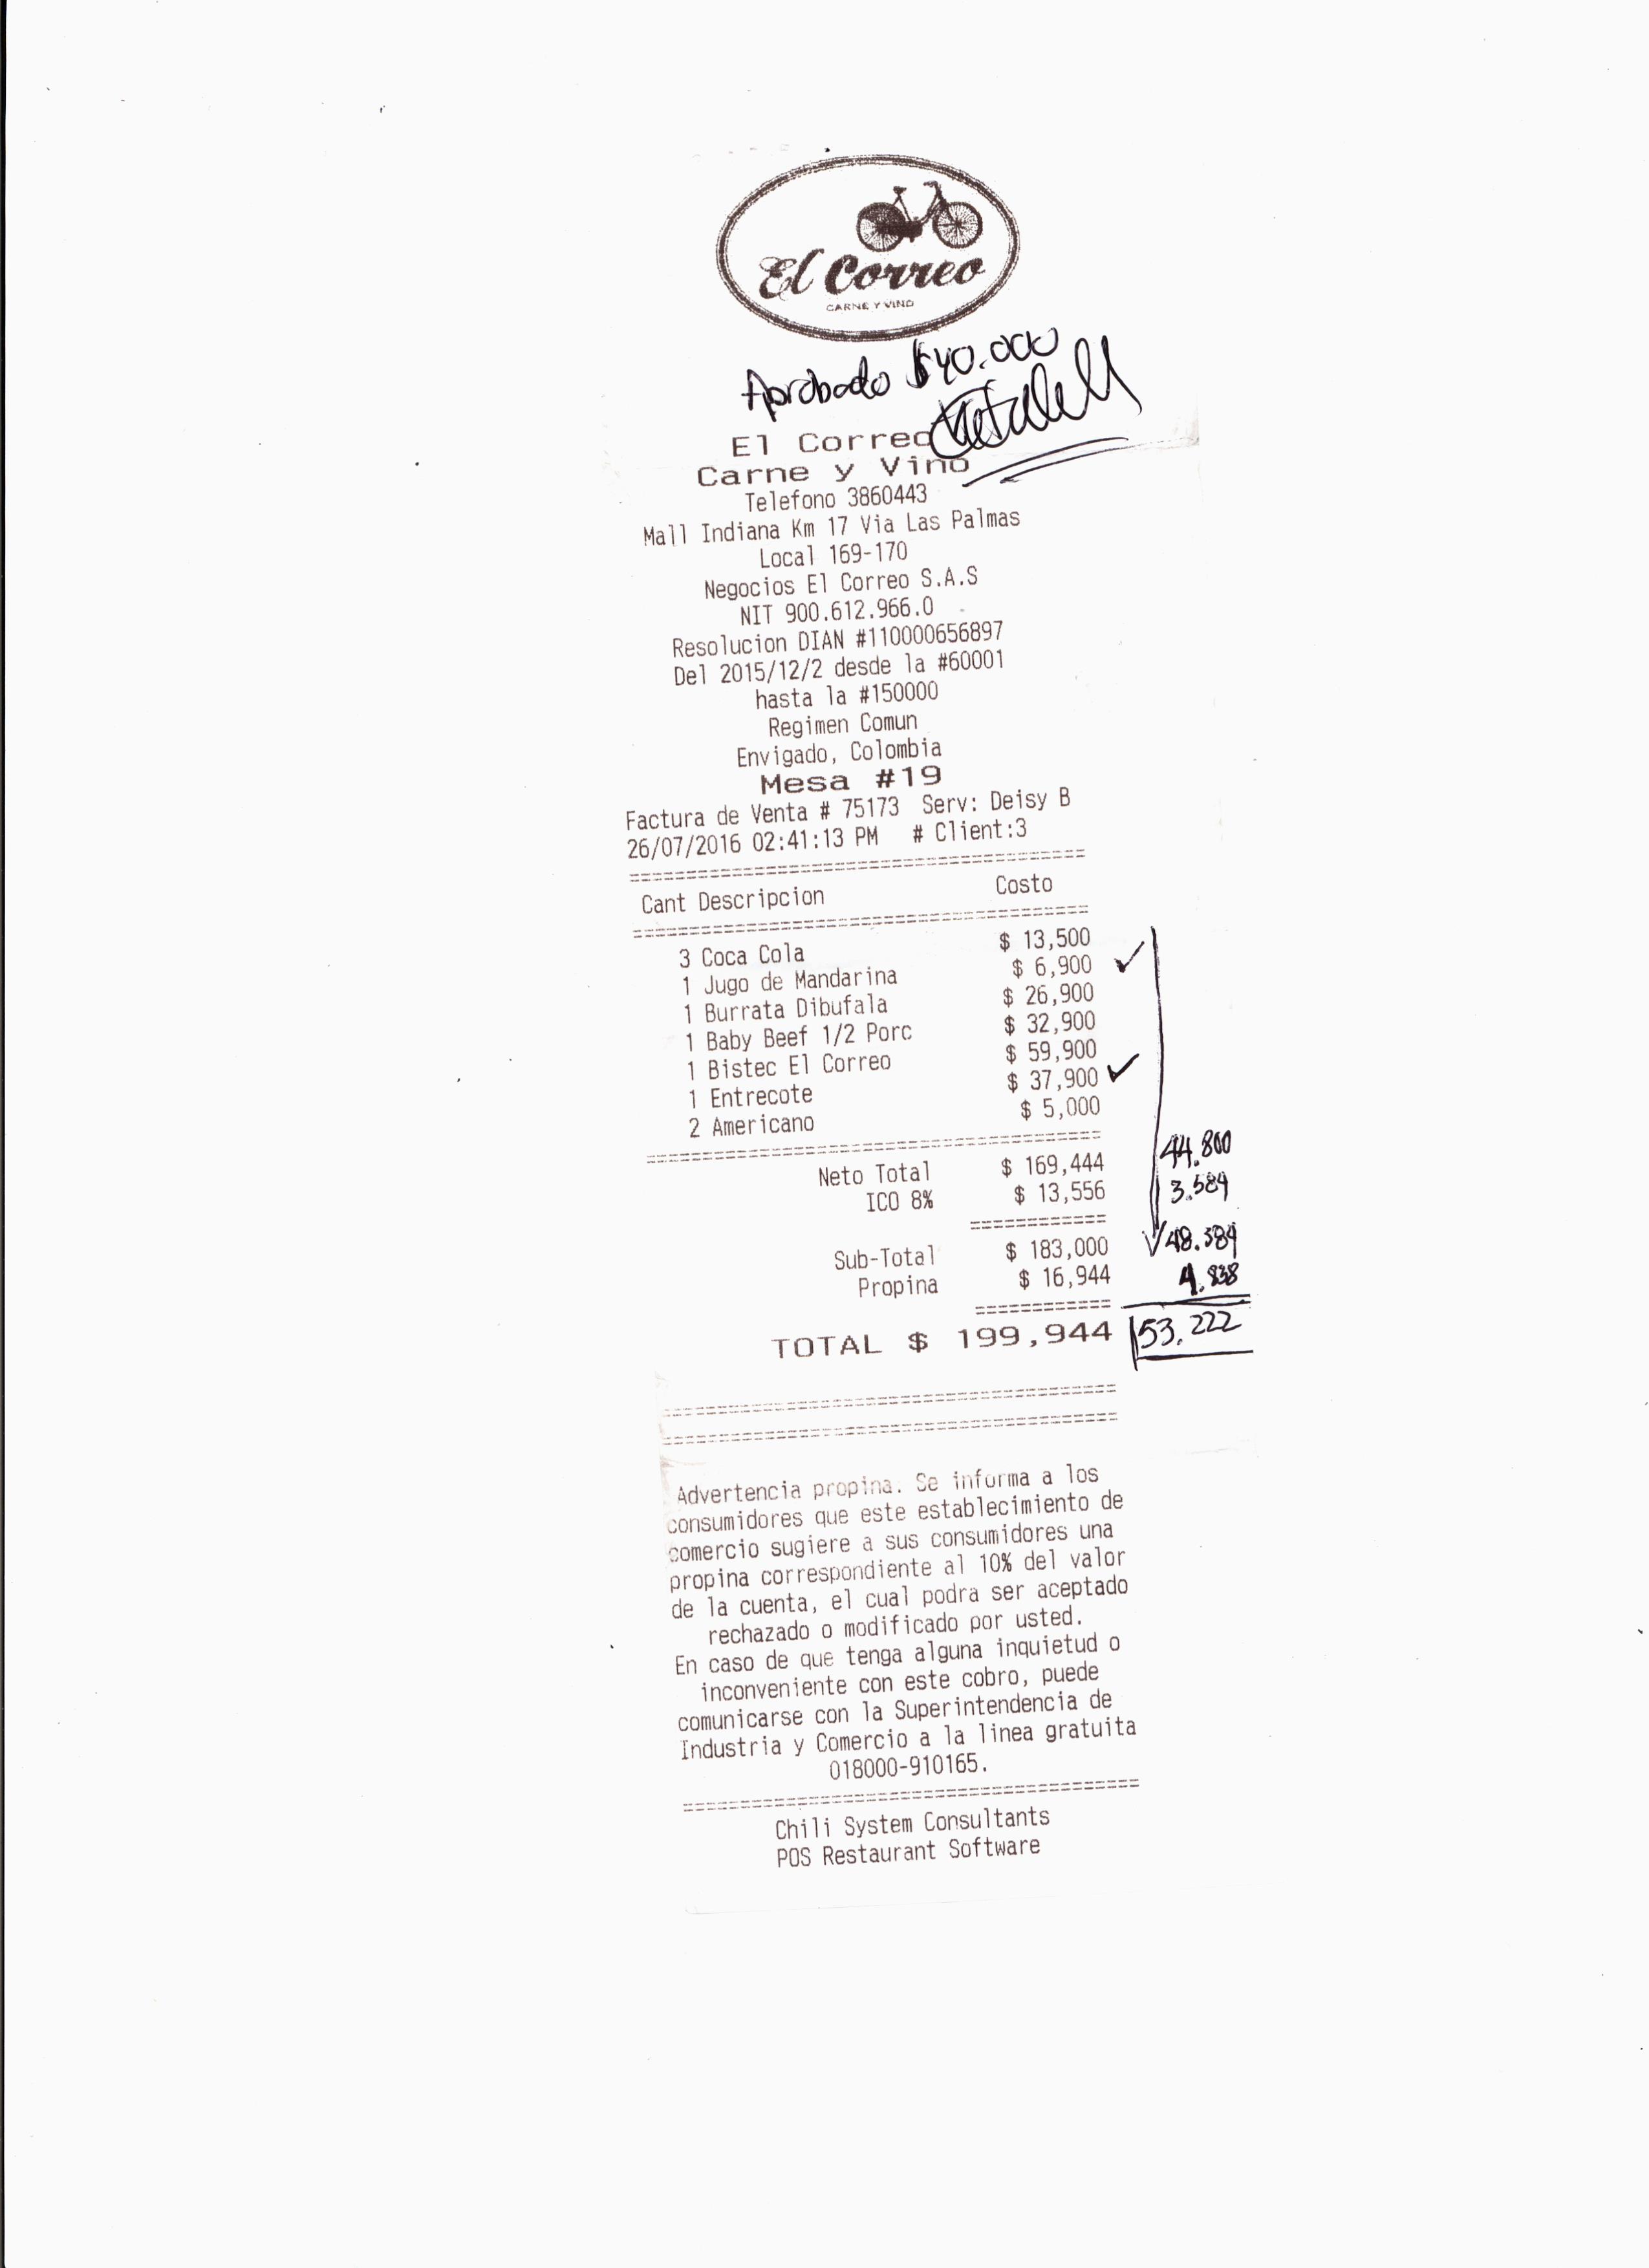 El Correo
CARNE Y VINO
Aprobado $40.000
El Correo
Carne y Vino
Telefono 3860443
Mall Indiana Km 17 Via Las Palmas
Local 169-170
Negocios El Correo S.A.S
NIT 900.612.966.0
Resolucion DIAN #110000656897
Del 2015/12/2 desde la #60001
hasta la #150000
Regimen Comun
Envigado, Colombia
Mesa #19
Factura de Venta # 75173 Serv: Deisy B
26/07/2016 02:41:13 PM # Client:3
Cant Descripcion Costo
3 Coca Cola $ 13,500
1 Jugo de Mandarina $ 6,900 ✓
1 Burrata Dibufala $ 26,900
1 Baby Beef 1/2 Porc $ 32,900
1 Bistec El Correo $ 59,900
1 Entrecote $ 37,900 ✓
2 Americano $ 5,000
Neto Total $ 169,444 44.800
ICO 8% $ 13,556 3.584
Sub-Total $ 183,000 48.384
Propina $ 16,944 4.838
TOTAL $ 199,944 53.222
Advertencia propina. Se informa a los
consumidores que este establecimiento de
comercio sugiere a sus consumidores una
propina correspondiente al 10% del valor
de la cuenta, el cual podra ser aceptado
rechazado o modificado por usted.
En caso de que tenga alguna inquietud o
inconveniente con este cobro, puede
comunicarse con la Superintendencia de
Industria y Comercio a la linea gratuita
018000-910165.
Chili System Consultants
POS Restaurant Software